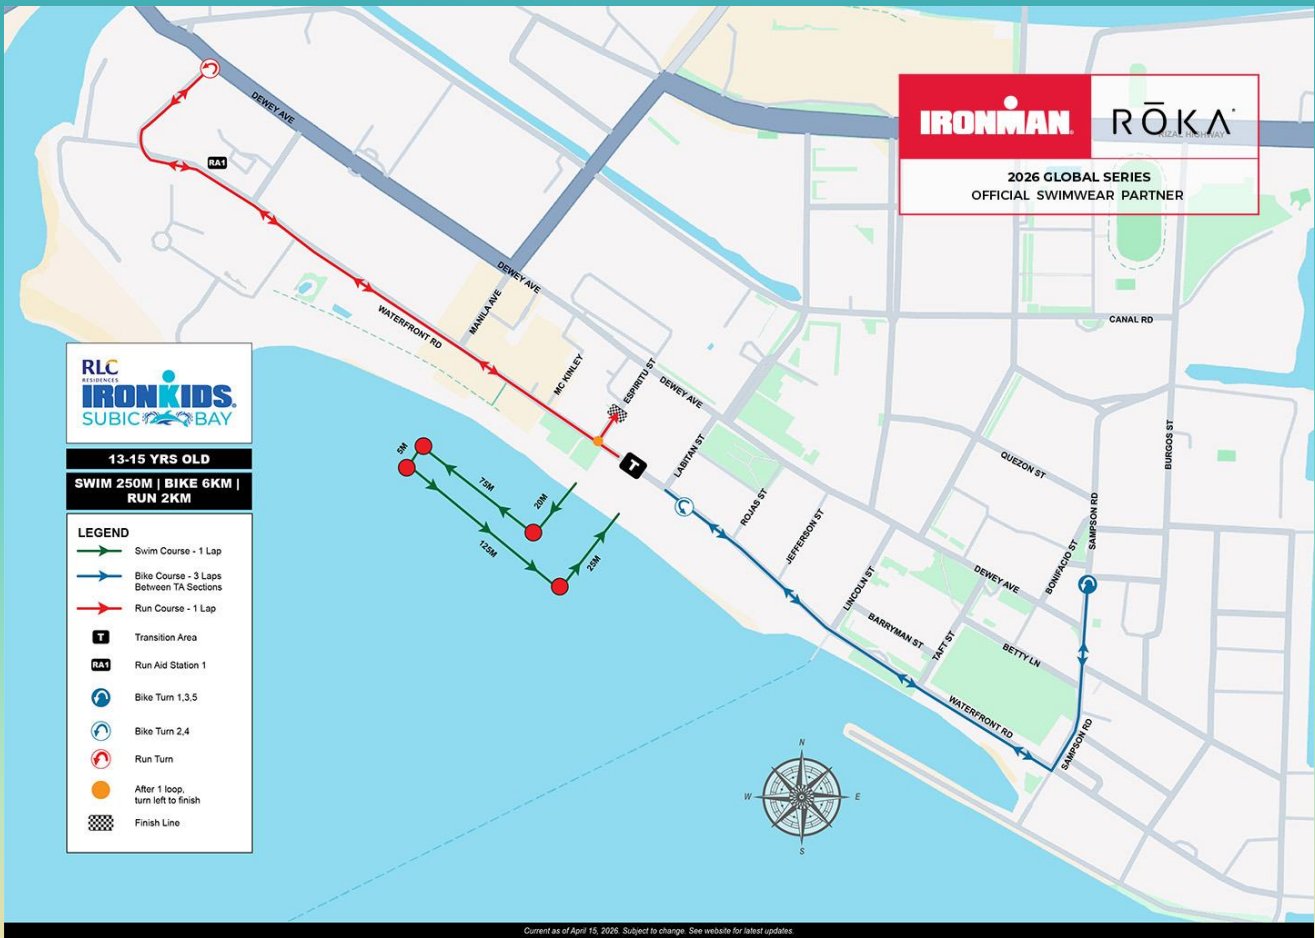 IRONMAN
RŌKA
RIZAL HIGHWAY
2026 GLOBAL SERIES
OFFICIAL SWIMWEAR PARTNER
DEWEY AVE
RA1
DEWEY AVE
MANILA AVE
WATERFRONT RD
MC KINLEY
ESPIRITU ST
DEWEY AVE
CANAL RD
T
LABITAN ST
ROJAS ST
JEFFERSON ST
LINCOLN ST
BARRYMAN ST
TAFT ST
QUEZON ST
SAMPSON RD
BURGOS ST
BONIFACIO ST
DEWEY AVE
BETTY LN
WATERFRONT RD
SAMPSON RD
5M
75M
20M
125M
25M
RLC
RESIDENCES
IRONKIDS
SUBIC BAY
13-15 YRS OLD
SWIM 250M | BIKE 6KM |
RUN 2KM
LEGEND
Swim Course - 1 Lap
Bike Course - 3 Laps
Between TA Sections
Run Course - 1 Lap
T Transition Area
RA1 Run Aid Station 1
Bike Turn 1,3,5
Bike Turn 2,4
Run Turn
After 1 loop,
turn left to finish
Finish Line
N
W E
S
Current as of April 15, 2026. Subject to change. See website for latest updates.